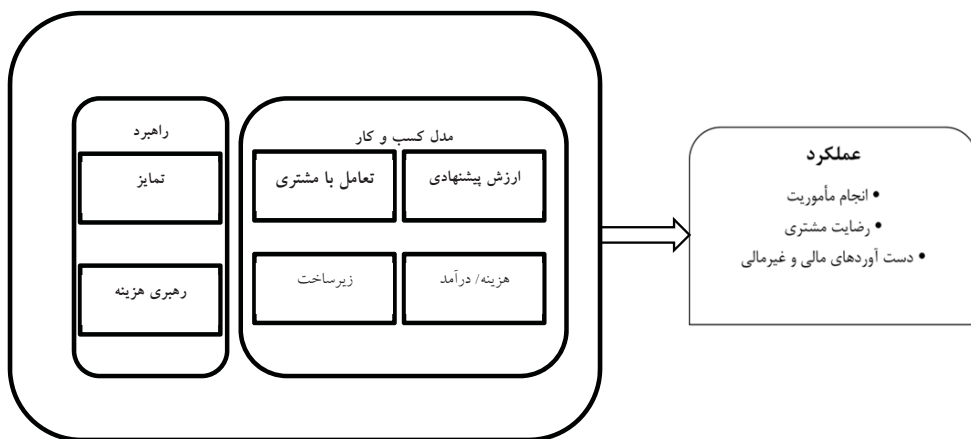 مدل کسب و کار
ارزش پیشنهادی
تعامل با مشتری
هزینه/ درآمد
زیرساخت
راهبرد
تمایز
رهبری هزینه
عملکرد
• انجام مأموریت
• رضایت مشتری
• دست آوردهای مالی و غیرمالی